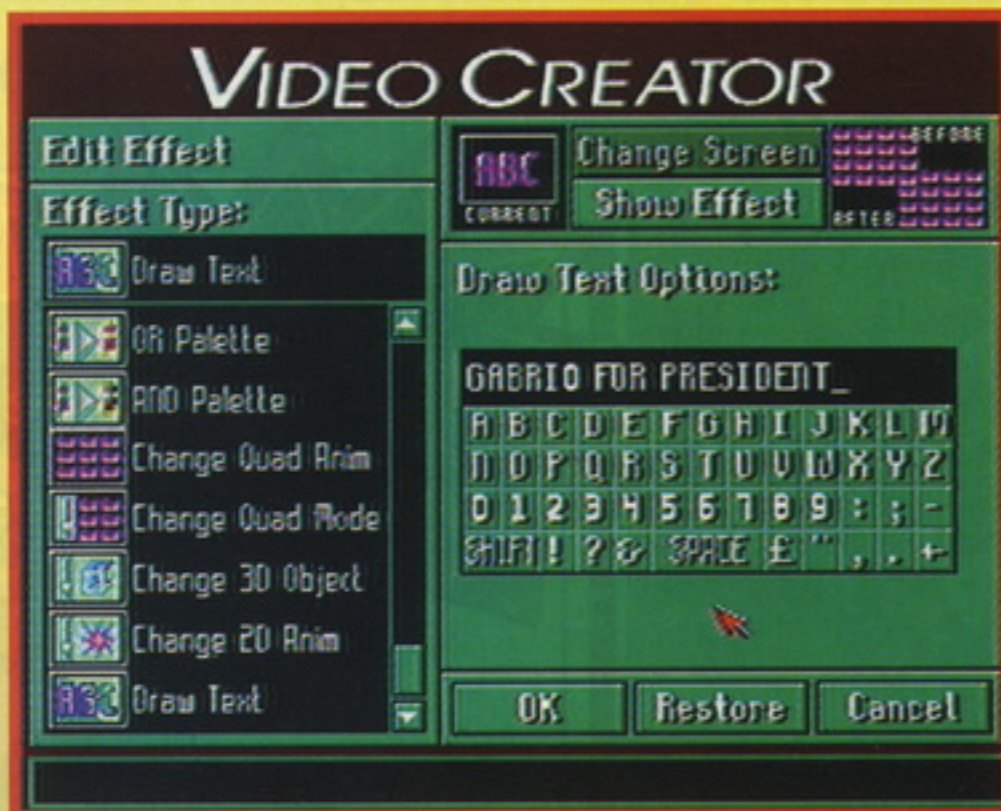 VIDEO CREATOR
Edit Effect
Effect Type:
ABC Draw Text
OR Palette
AND Palette
Change Quad Anim
Change Quad Mode
Change 3D Object
Change 2D Anim
ABC Draw Text
ABC
CURRENT
Change Screen
Show Effect
BEFORE
AFTER
Draw Text Options:
GABRIO FOR PRESIDENT_
A B C D E F G H I J K L M
N O P Q R S T U V W X Y Z
0 1 2 3 4 5 6 7 8 9 : ; -
SHIFT ! ? & SPACE £ " , . ←
OK Restore Cancel